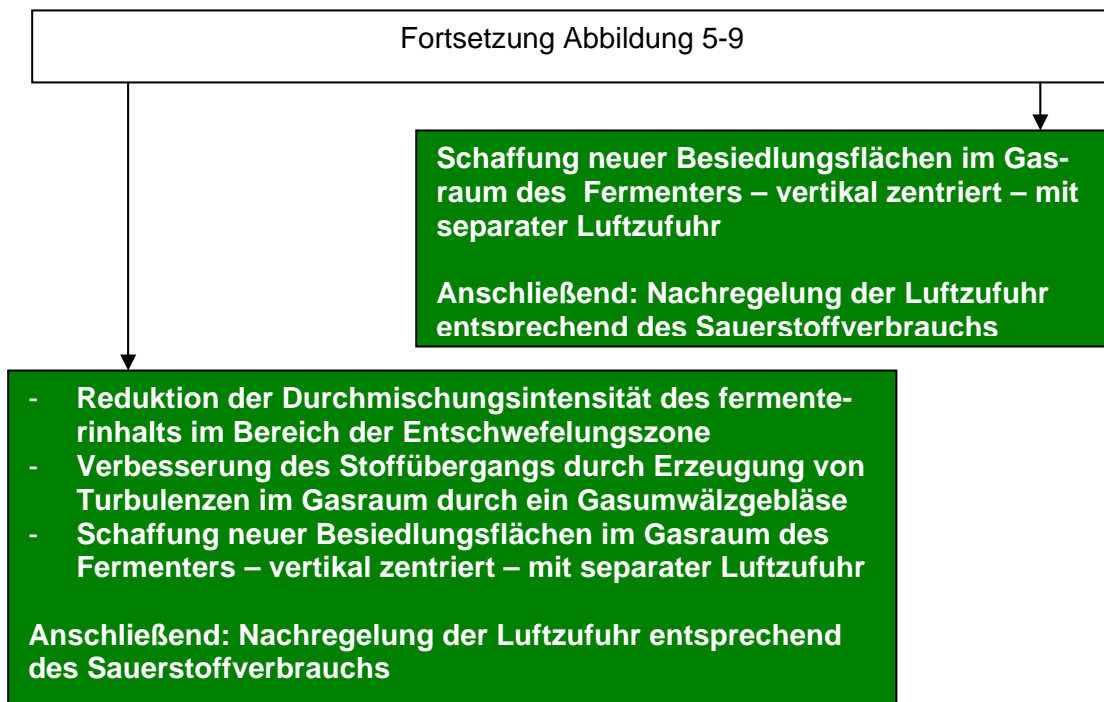 Fortsetzung Abbildung 5-9
Schaffung neuer Besiedlungsflächen im Gas-
raum des Fermenters – vertikal zentriert – mit
separater Luftzufuhr
Anschließend: Nachregelung der Luftzufuhr
entsprechend des Sauerstoffverbrauchs
- Reduktion der Durchmischungsintensität des fermente-
rinhalts im Bereich der Entschwefelungszone
- Verbesserung des Stoffübergangs durch Erzeugung von
Turbulenzen im Gasraum durch ein Gasumwälzgebläse
- Schaffung neuer Besiedlungsflächen im Gasraum des
Fermenters – vertikal zentriert – mit separater Luftzufuhr
Anschließend: Nachregelung der Luftzufuhr entsprechend
des Sauerstoffverbrauchs